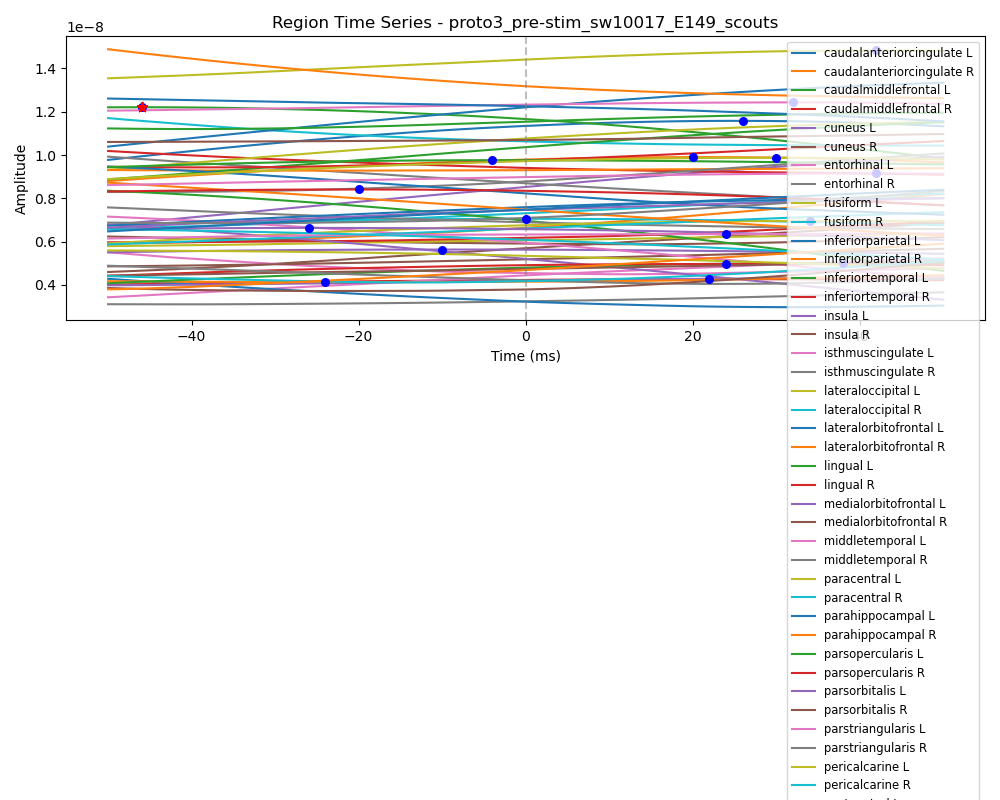 Region Time Series - proto3_pre-stim_sw10017_E149_scouts
1e−8
1.4
1.2
1.0
0.8
0.6
0.4
Amplitude
−40
−20
0
20
Time (ms)
caudalanteriorcingulate L
caudalanteriorcingulate R
caudalmiddlefrontal L
caudalmiddlefrontal R
cuneus L
cuneus R
entorhinal L
entorhinal R
fusiform L
fusiform R
inferiorparietal L
inferiorparietal R
inferiortemporal L
inferiortemporal R
insula L
insula R
isthmuscingulate L
isthmuscingulate R
lateraloccipital L
lateraloccipital R
lateralorbitofrontal L
lateralorbitofrontal R
lingual L
lingual R
medialorbitofrontal L
medialorbitofrontal R
middletemporal L
middletemporal R
paracentral L
paracentral R
parahippocampal L
parahippocampal R
parsopercularis L
parsopercularis R
parsorbitalis L
parsorbitalis R
parstriangularis L
parstriangularis R
pericalcarine L
pericalcarine R